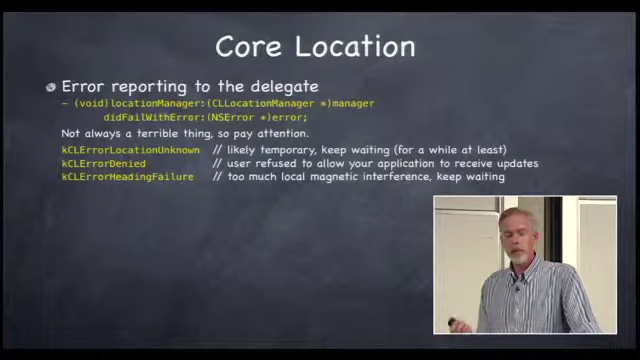 Core Location
Error reporting to the delegate
- (void)locationManager:(CLLocationManager *)manager
didFailWithError:(NSError *)error;
Not always a terrible thing, so pay attention.
kCLErrorLocationUnknown // likely temporary, keep waiting (for a while at least)
kCLErrorDenied // user refused to allow your application to receive updates
kCLErrorHeadingFailure // too much local magnetic interference, keep waiting